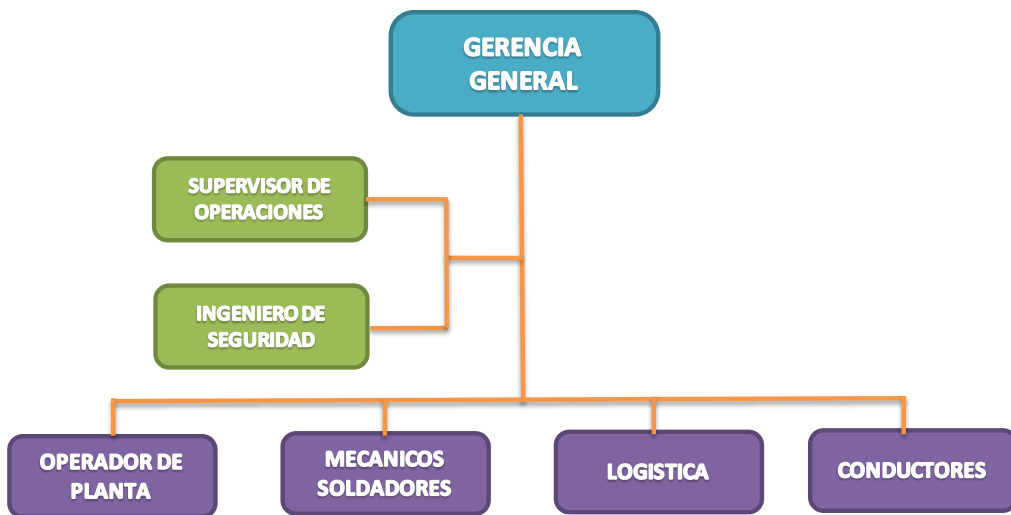 GERENCIA
GENERAL
SUPERVISOR DE
OPERACIONES
INGENIERO DE
SEGURIDAD
OPERADOR DE
PLANTA
MECANICOS
SOLDADORES
LOGISTICA
CONDUCTORES